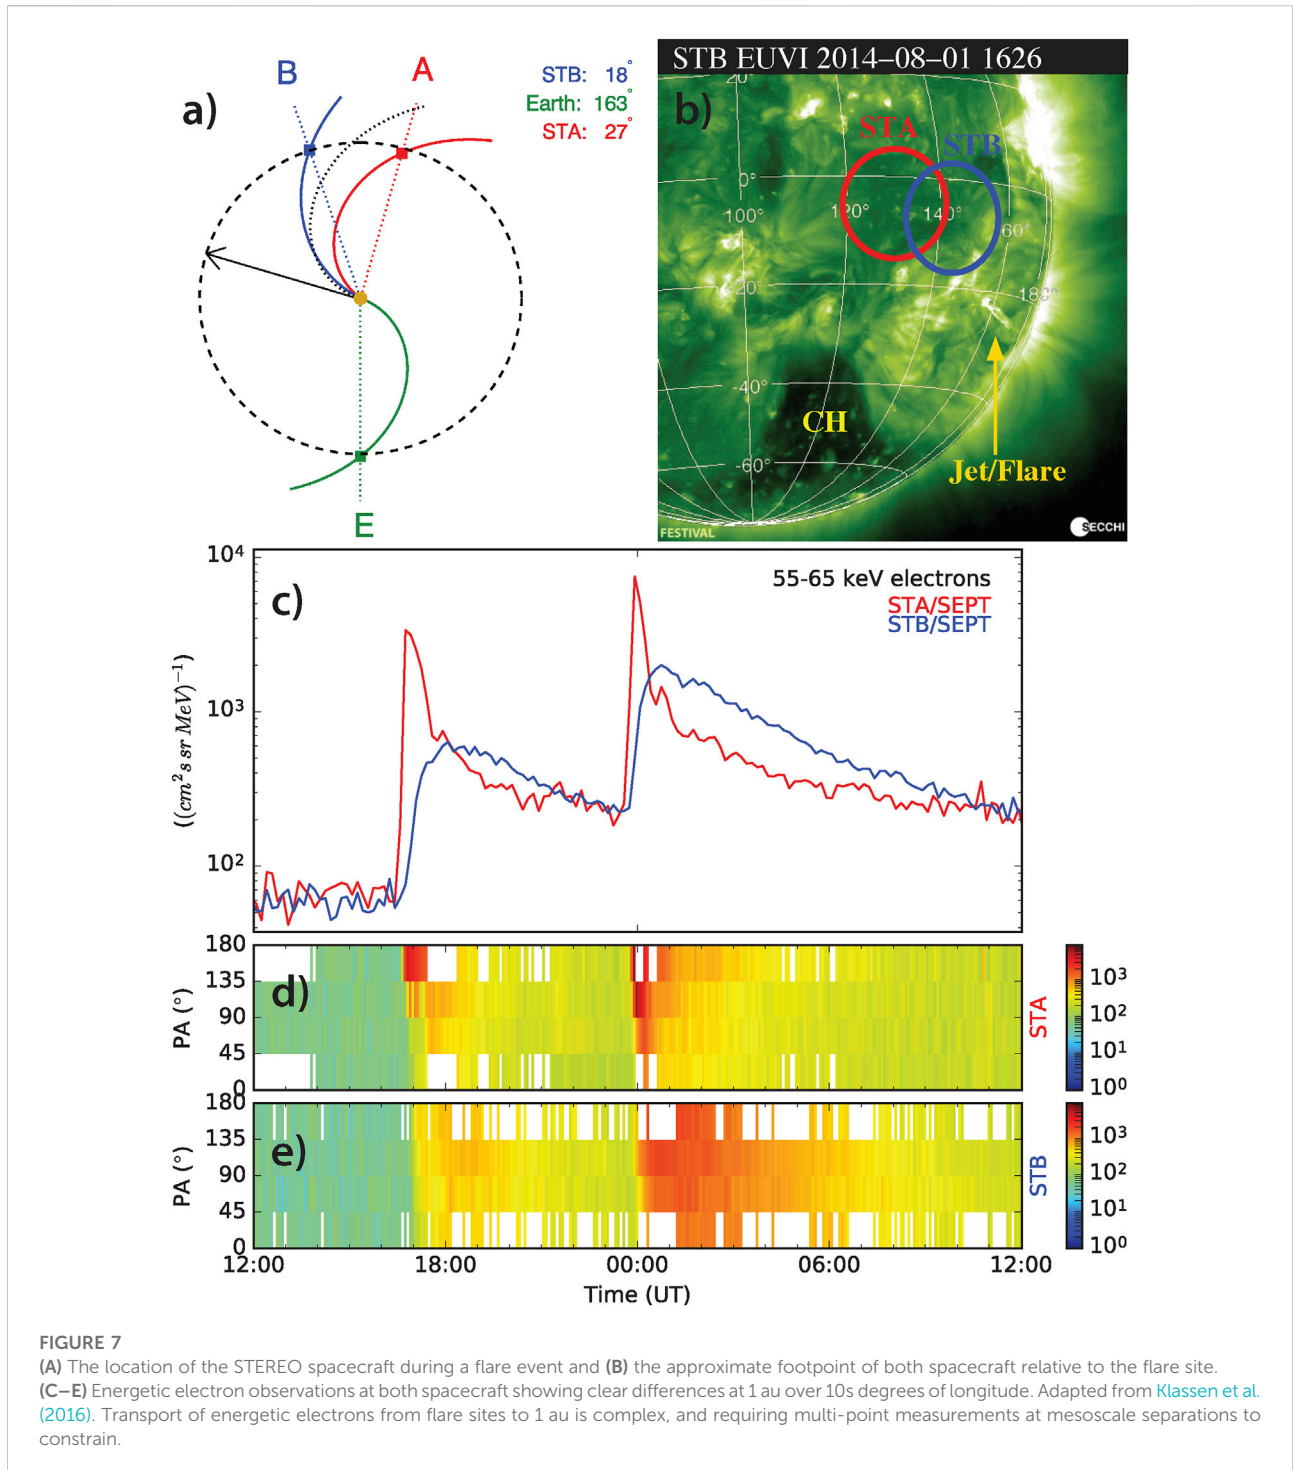 a)
B
A
STB: 18°
Earth: 163°
STA: 27°
E
STB EUVI 2014–08–01 1626
b)
20°
STA
STB
0°
100°
120°
140°
60°
-20°
180°
-40°
CH
-60°
Jet/Flare
FESTIVAL
SECCHI
c)
55-65 keV electrons
STA/SEPT
STB/SEPT
10⁴
10³
10²
((cm² s sr MeV)⁻¹)
d)
180
135
90
45
0
PA (°)
STA
10³
10²
10¹
10⁰
e)
180
135
90
45
0
PA (°)
STB
10³
10²
10¹
10⁰
12:00 18:00 00:00 06:00 12:00
Time (UT)
FIGURE 7
(A) The location of the STEREO spacecraft during a flare event and (B) the approximate footpoint of both spacecraft relative to the flare site.
(C–E) Energetic electron observations at both spacecraft showing clear differences at 1 au over 10s degrees of longitude. Adapted from Klassen et al.
(2016). Transport of energetic electrons from flare sites to 1 au is complex, and requiring multi-point measurements at mesoscale separations to
constrain.